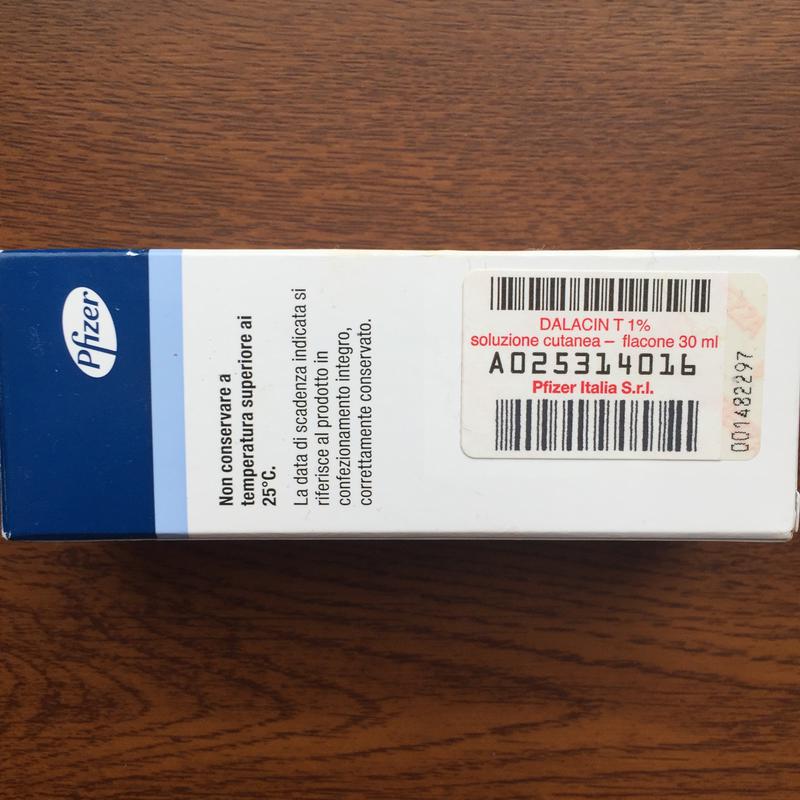 Pfizer
Non conservare a
temperatura superiore ai
25°C.
La data di scadenza indicata si
riferisce al prodotto in
confezionamento integro,
correttamente conservato.
DALACIN T 1%
soluzione cutanea – flacone 30 ml
A025314016
Pfizer Italia S.r.l.
001482297